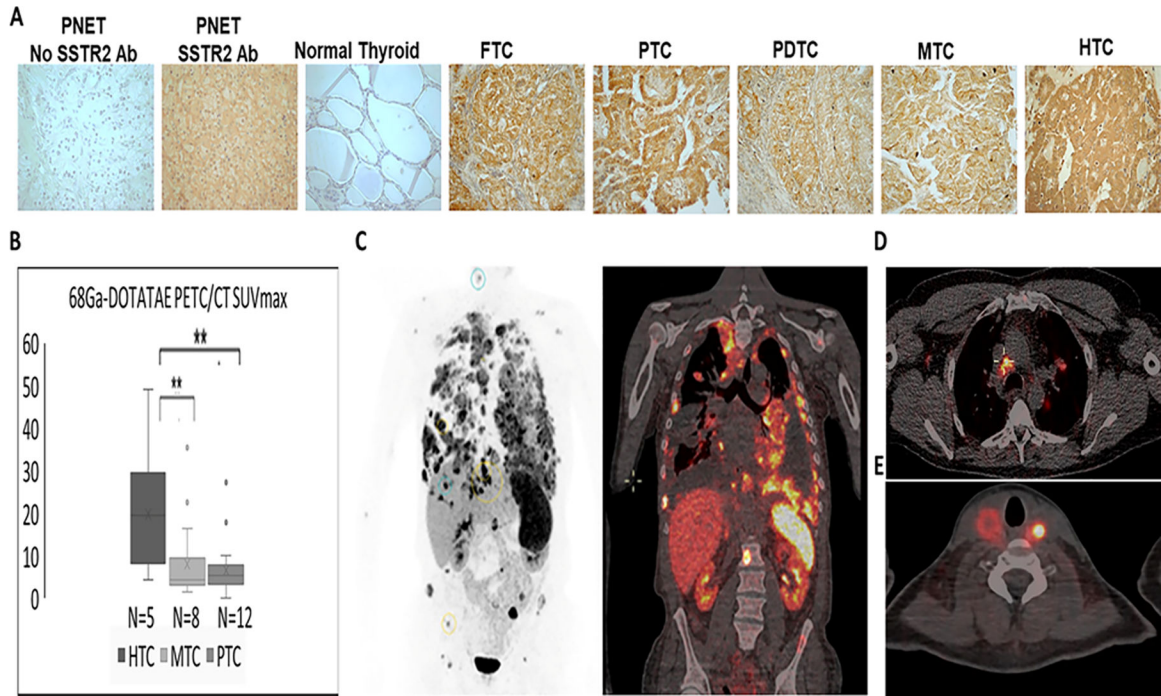 A
PNET
No SSTR2 Ab
PNET
SSTR2 Ab
Normal Thyroid
FTC
PTC
PDTC
MTC
HTC
B
68Ga-DOTATAE PETC/CT SUVmax
**
**
60
50
40
30
20
10
0
N=5 N=8 N=12
HTC MTC PTC
C
D
E